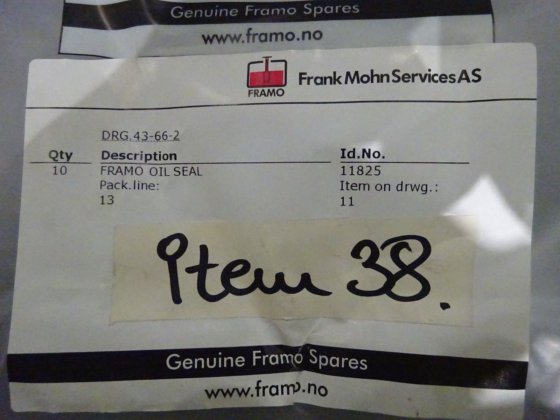 Genuine Framo Spares
www.framo.no
FRAMO
Frank Mohn Services AS
DRG.43-66-2
Qty Description Id.No.
10 FRAMO OIL SEAL 11825
Pack.line: Item on drwg.:
13 11
item 38.
Genuine Framo Spares
www.framo.no